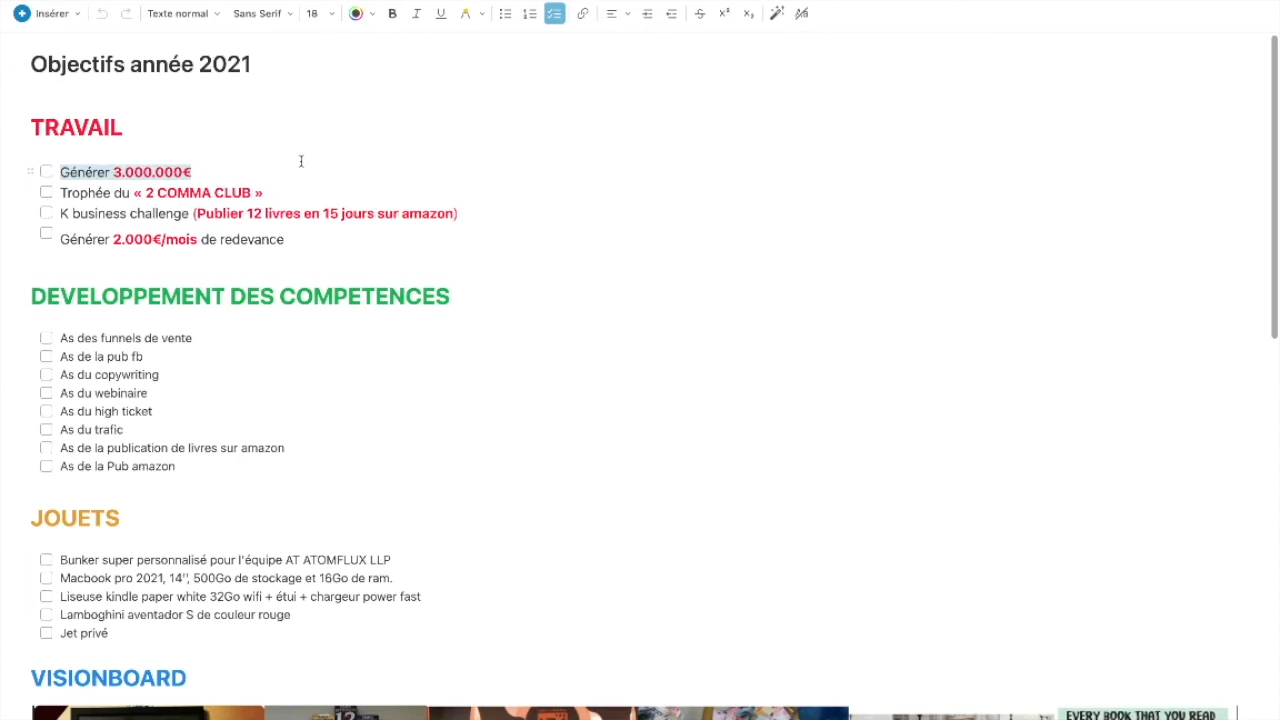 Insérer Texte normal Sans Serif 18
Objectifs année 2021
TRAVAIL
Générer 3.000.000€
Trophée du « 2 COMMA CLUB »
K business challenge (Publier 12 livres en 15 jours sur amazon)
Générer 2.000€/mois de redevance
DEVELOPPEMENT DES COMPETENCES
As des funnels de vente
As de la pub fb
As du copywriting
As du webinaire
As du high ticket
As du trafic
As de la publication de livres sur amazon
As de la Pub amazon
JOUETS
Bunker super personnalisé pour l'équipe AT ATOMFLUX LLP
Macbook pro 2021, 14", 500Go de stockage et 16Go de ram.
Liseuse kindle paper white 32Go wifi + étui + chargeur power fast
Lamboghini aventador S de couleur rouge
Jet privé
VISIONBOARD
EVERY BOOK THAT YOU READ